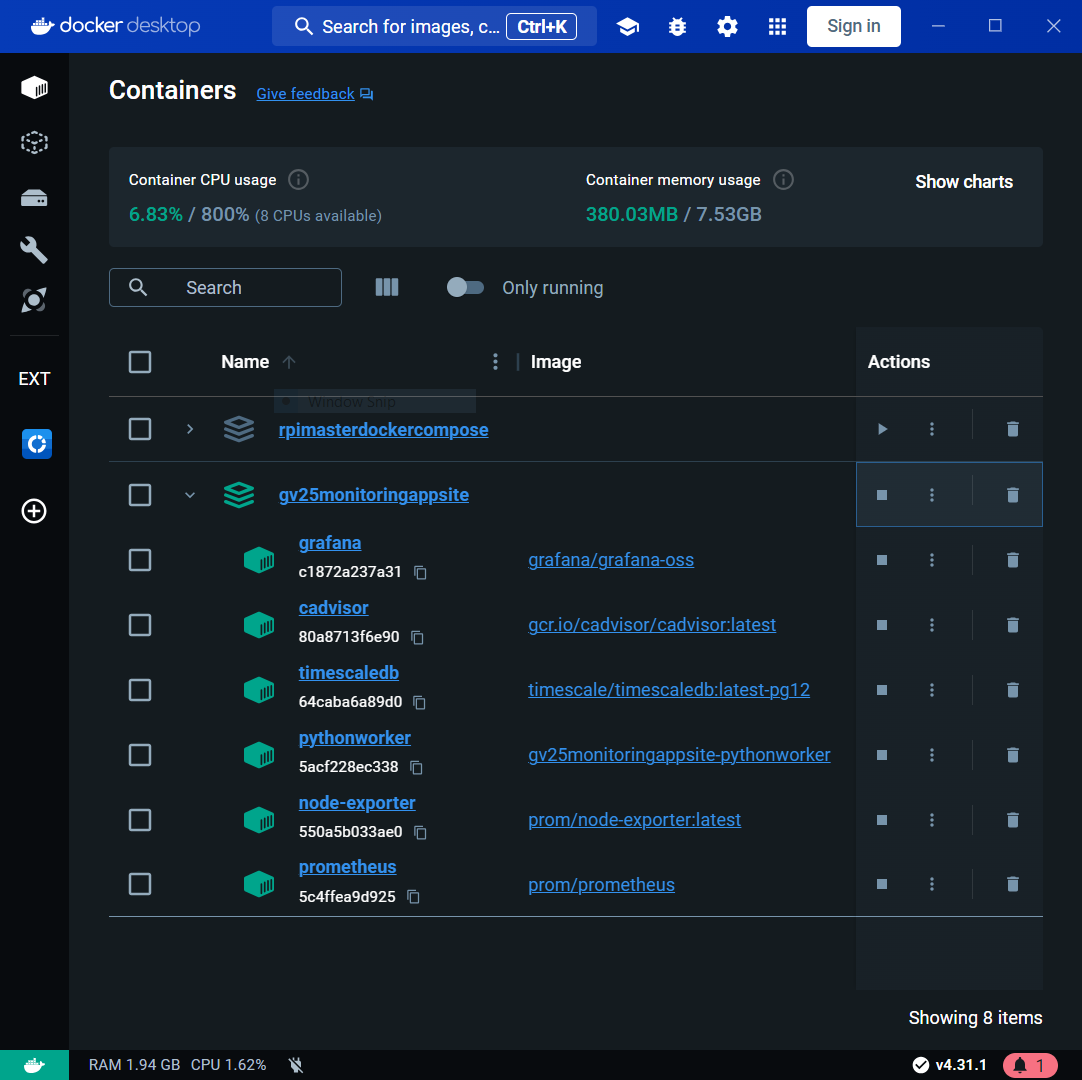 docker desktop
Search for images, c... Ctrl+K
Sign in
Containers
Give feedback
Container CPU usage
6.83% / 800% (8 CPUs available)
Container memory usage
380.03MB / 7.53GB
Show charts
Search
Only running
Name
Image
Actions
Window Snip
EXT
rpimasterdockercompose
gv25monitoringappsite
grafana
c1872a237a31
grafana/grafana-oss
cadvisor
80a8713f6e90
gcr.io/cadvisor/cadvisor:latest
timescaledb
64caba6a89d0
timescale/timescaledb:latest-pg12
pythonworker
5acf228ec338
gv25monitoringappsite-pythonworker
node-exporter
550a5b033ae0
prom/node-exporter:latest
prometheus
5c4ffea9d925
prom/prometheus
Showing 8 items
RAM 1.94 GB CPU 1.62%
v4.31.1
1